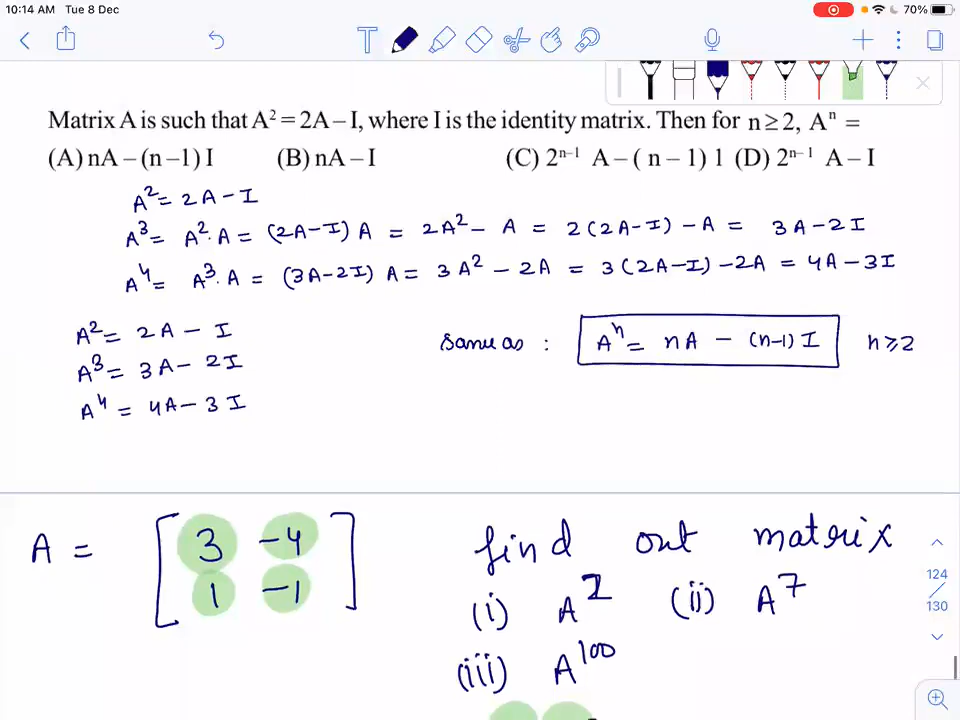 10:14 AM Tue 8 Dec 70%
Matrix A is such that A² = 2A – I, where I is the identity matrix. Then for n ≥ 2, Aⁿ =
(A) nA – (n–1) I (B) nA – I (C) 2ⁿ⁻¹ A – ( n – 1) 1 (D) 2ⁿ⁻¹ A – I
A² = 2A – I
A³ = A².A = (2A–I) A = 2A² – A = 2(2A–I) – A = 3A–2I
A⁴ = A³.A = (3A–2I) A = 3A² – 2A = 3(2A–I) –2A = 4A–3I
A² = 2A – I
A³ = 3A – 2I
A⁴ = 4A – 3I
Same as : Aⁿ = nA – (n–1) I n ≥ 2
A = [ 3 –4
1 –1 ]
find out matrix
(i) A² (ii) A⁷
(iii) A¹⁰⁰
124
/
130